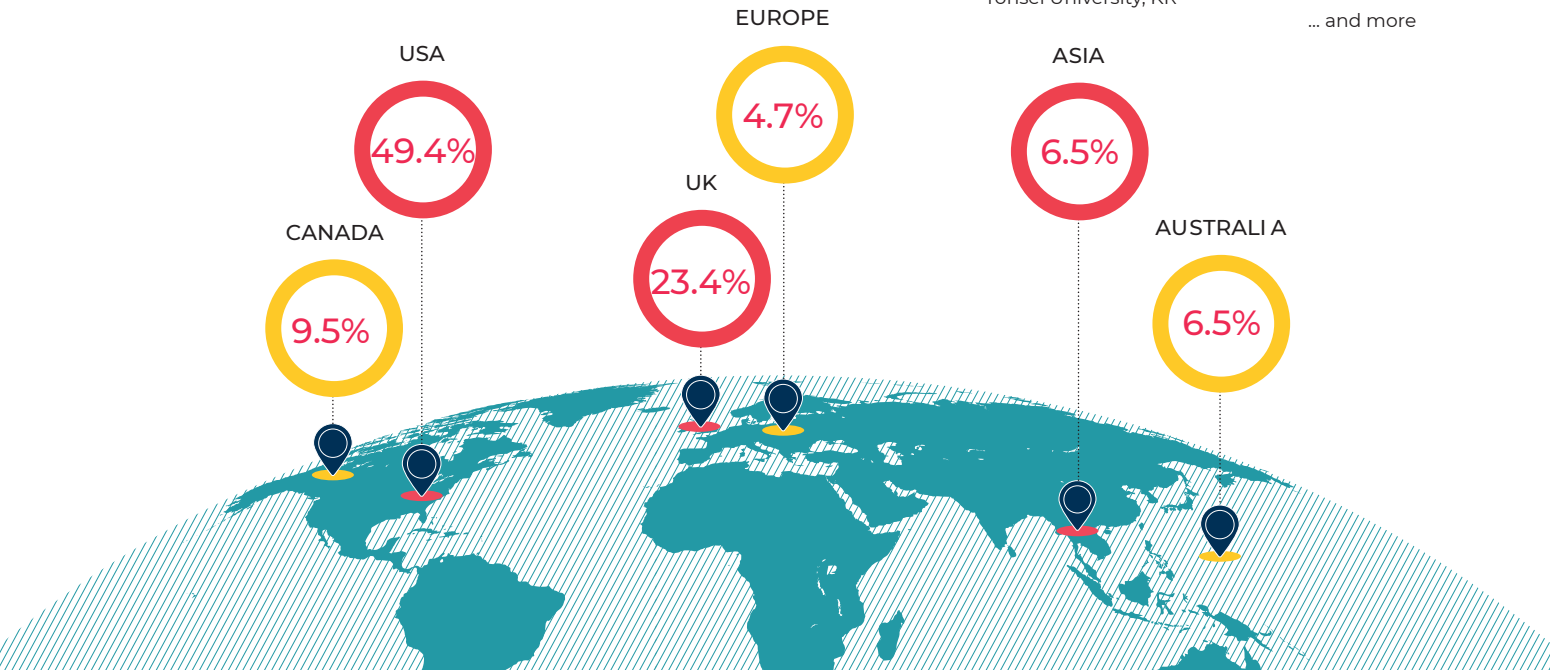 EUROPE
... and more
USA
ASIA
4.7%
49.4%
6.5%
UK
CANADA
AUSTRALI A
23.4%
9.5%
6.5%